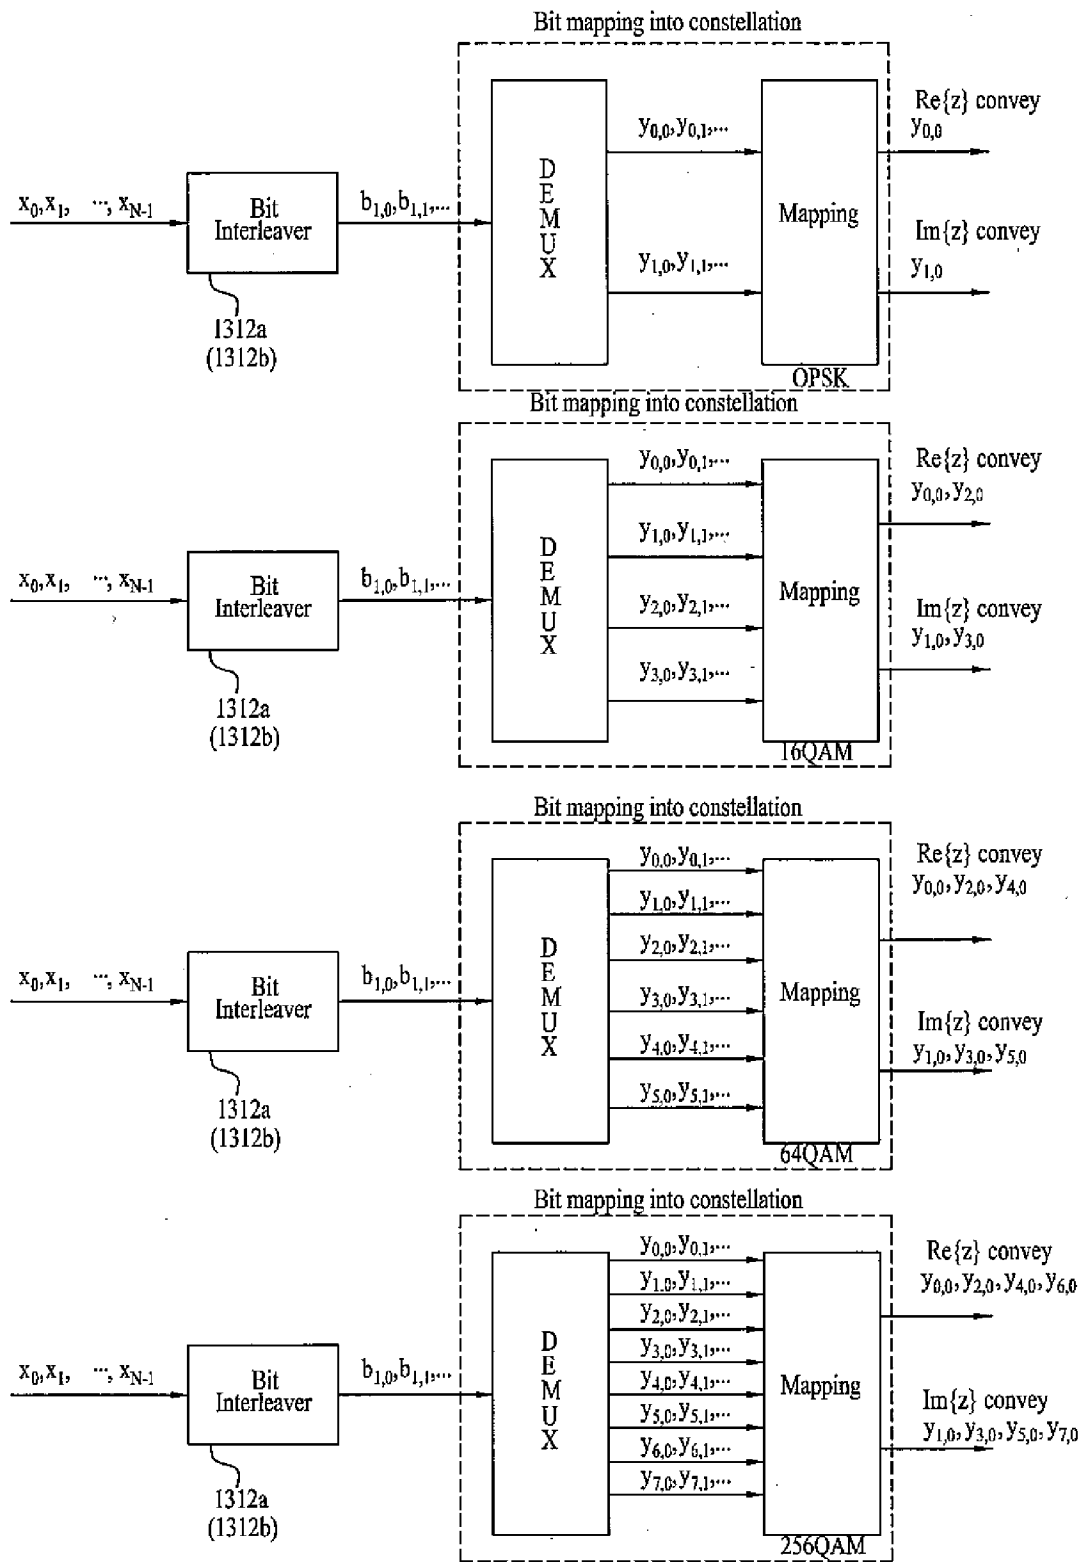 Bit mapping into constellation
x0,x1, ···, xN-1
Bit
Interleaver
1312a
(1312b)
b1,0,b1,1,...
D
E
M
U
X
y0,0,y0,1,...
y1,0,y1,1,...
Mapping
OPSK
Re{z} convey
y0,0
Im{z} convey
y1,0
Bit mapping into constellation
x0,x1, ···, xN-1
Bit
Interleaver
1312a
(1312b)
b1,0,b1,1,...
D
E
M
U
X
y0,0,y0,1,...
y1,0,y1,1,...
y2,0,y2,1,...
y3,0,y3,1,...
Mapping
16QAM
Re{z} convey
y0,0,y2,0
Im{z} convey
y1,0,y3,0
Bit mapping into constellation
x0,x1, ···, xN-1
Bit
Interleaver
1312a
(1312b)
b1,0,b1,1,...
D
E
M
U
X
y0,0,y0,1,...
y1,0,y1,1,...
y2,0,y2,1,...
y3,0,y3,1,...
y4,0,y4,1,...
y5,0,y5,1,...
Mapping
64QAM
Re{z} convey
y0,0,y2,0,y4,0
Im{z} convey
y1,0,y3,0,y5,0
Bit mapping into constellation
x0,x1, ···, xN-1
Bit
Interleaver
1312a
(1312b)
b1,0,b1,1,...
D
E
M
U
X
y0,0,y0,1,...
y1,0,y1,1,...
y2,0,y2,1,...
y3,0,y3,1,...
y4,0,y4,1,...
y5,0,y5,1,...
y6,0,y6,1,...
y7,0,y7,1,...
Mapping
256QAM
Re{z} convey
y0,0,y2,0,y4,0,y6,0
Im{z} convey
y1,0,y3,0,y5,0,y7,0